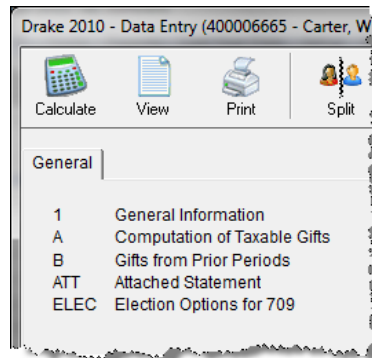 Drake 2010 - Data Entry (400006665 - Carter, W
Calculate View Print Split
General
1 General Information
A Computation of Taxable Gifts
B Gifts from Prior Periods
ATT Attached Statement
ELEC Election Options for 709